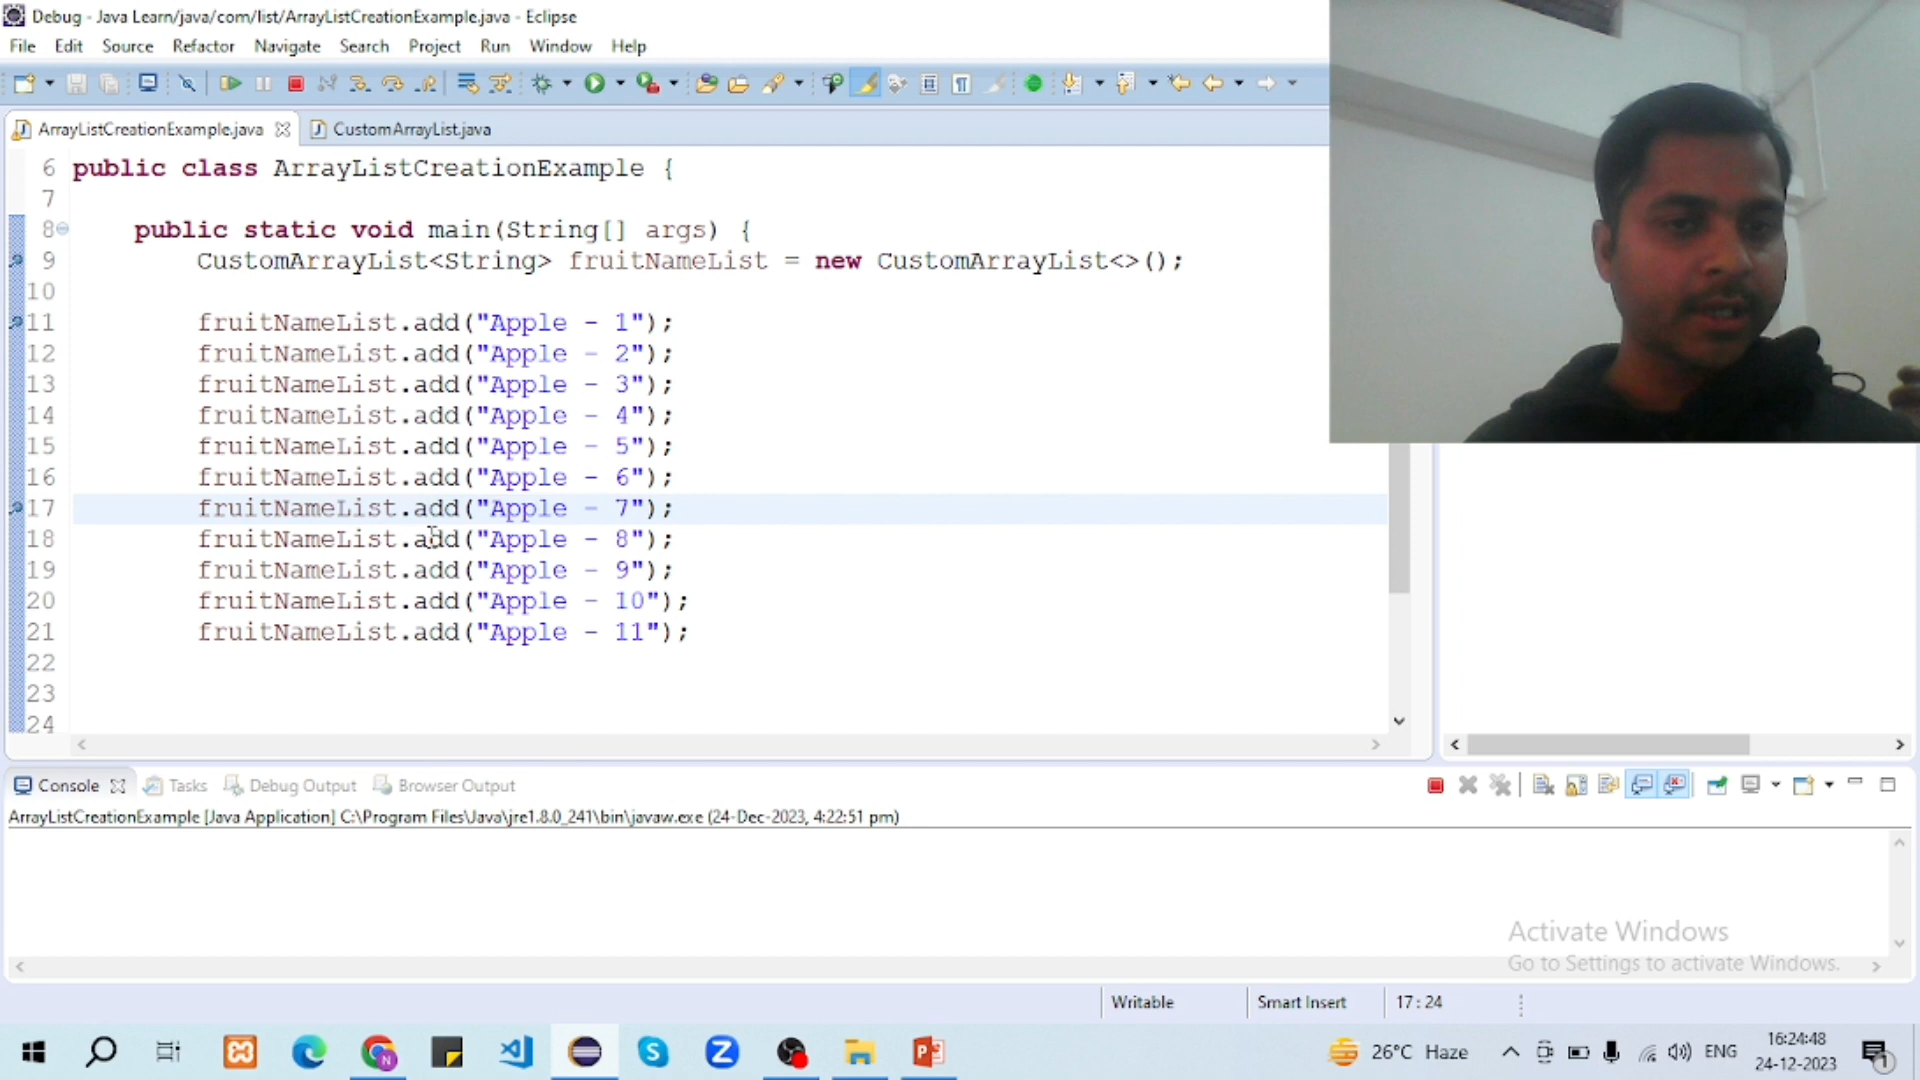 Debug - Java Learn/java/com/list/ArrayListCreationExample.java - Eclipse
File Edit Source Refactor Navigate Search Project Run Window Help
ArrayListCreationExample.java CustomArrayList.java
6 public class ArrayListCreationExample {
7
8 public static void main(String[] args) {
9 CustomArrayList<String> fruitNameList = new CustomArrayList<>();
10
11 fruitNameList.add("Apple - 1");
12 fruitNameList.add("Apple - 2");
13 fruitNameList.add("Apple - 3");
14 fruitNameList.add("Apple - 4");
15 fruitNameList.add("Apple - 5");
16 fruitNameList.add("Apple - 6");
17 fruitNameList.add("Apple - 7");
18 fruitNameList.add("Apple - 8");
19 fruitNameList.add("Apple - 9");
20 fruitNameList.add("Apple - 10");
21 fruitNameList.add("Apple - 11");
22
23
24
Console Tasks Debug Output Browser Output
ArrayListCreationExample [Java Application] C:\Program Files\Java\jre1.8.0_241\bin\javaw.exe (24-Dec-2023, 4:22:51 pm)
Activate Windows
Go to Settings to activate Windows.
Writable Smart Insert 17 : 24
26°C Haze ENG 16:24:48
24-12-2023 1